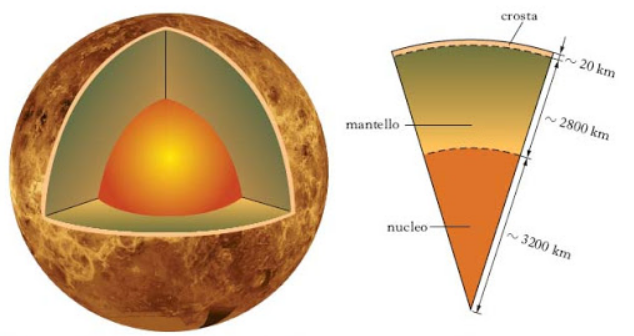 crosta
~ 20 km
mantello
~ 2800 km
nucleo
~ 3200 km